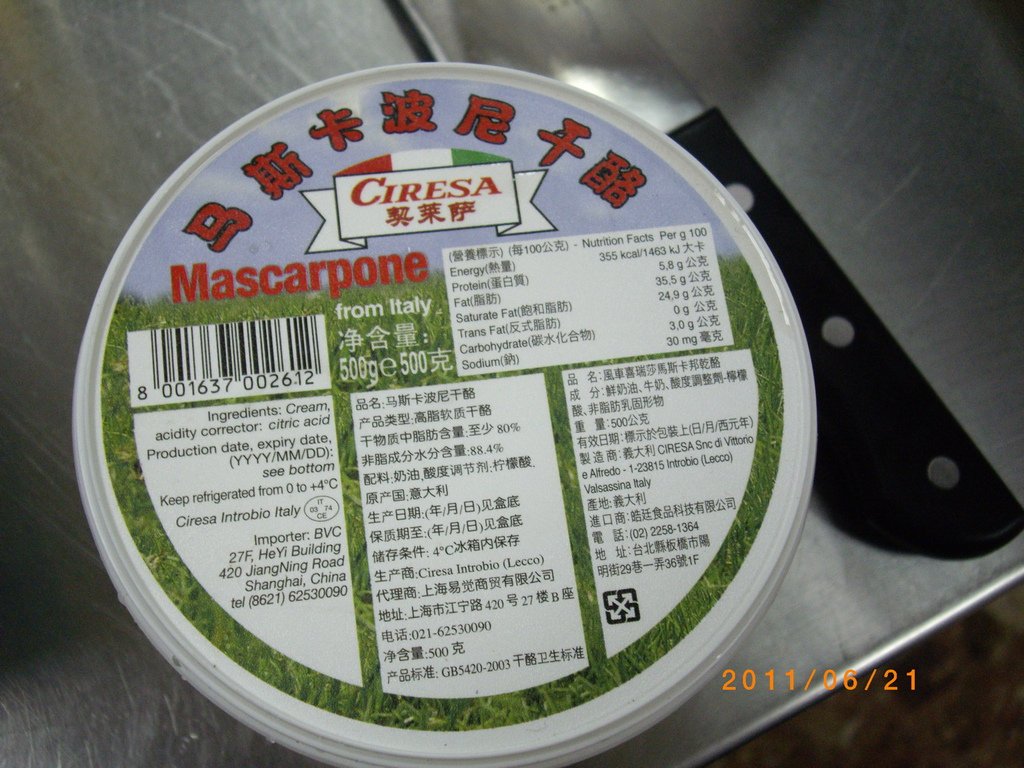 马斯卡波尼干酪
CIRESA
契莱萨
Mascarpone
from Italy
净含量:
500g e 500克
8 001637 002612
(營養標示) (每100公克) - Nutrition Facts Per g 100
Energy(熱量) 355 kcal/1463 kJ 大卡
Protein(蛋白質) 5,8 g 公克
Fat(脂肪) 35,5 g 公克
Saturate Fat(飽和脂肪) 24,9 g 公克
Trans Fat(反式脂肪) 0 g 公克
Carbohydrate(碳水化合物) 3,0 g 公克
Sodium(鈉) 30 mg 毫克
Ingredients: Cream,
acidity corrector: citric acid
Production date, expiry date,
(YYYY/MM/DD):
see bottom
Keep refrigerated from 0 to +4°C
Ciresa Introbio Italy
IT
03 74
CE
Importer: BVC
27F, HeYi Building
420 JiangNing Road
Shanghai, China
tel (8621) 62530090
品名:马斯卡波尼干酪
产品类型:高脂软质干酪
干物质中脂肪含量:至少 80%
非脂成分水分含量:88.4%
配料:奶油,酸度调节剂:柠檬酸.
原产国:意大利
生产日期:(年/月/日)见盒底
保质期至:(年/月/日)见盒底
储存条件: 4°C冰箱内保存
生产商:Ciresa Introbio (Lecco)
代理商:上海易觉商贸有限公司
地址:上海市江宁路 420 号 27 楼 B 座
电话:021-62530090
净含量:500 克
产品标准: GB5420-2003 干酪卫生标准
品 名:風車喜瑞莎馬斯卡邦乾酪
成 分:鮮奶油、牛奶、酸度調整劑-檸檬
酸、非脂肪乳固形物
重 量:500公克
有效日期:標示於包裝上(日/月/西元年)
製造商:義大利 CIRESA Snc di Vittorio
e Alfredo - 1-23815 Introbio (Lecco)
Valsassina Italy
產地:義大利
進口商:皓廷食品科技有限公司
電 話:(02) 2258-1364
地 址:台北縣板橋市陽
明街29巷一弄36號1F
2011/06/21